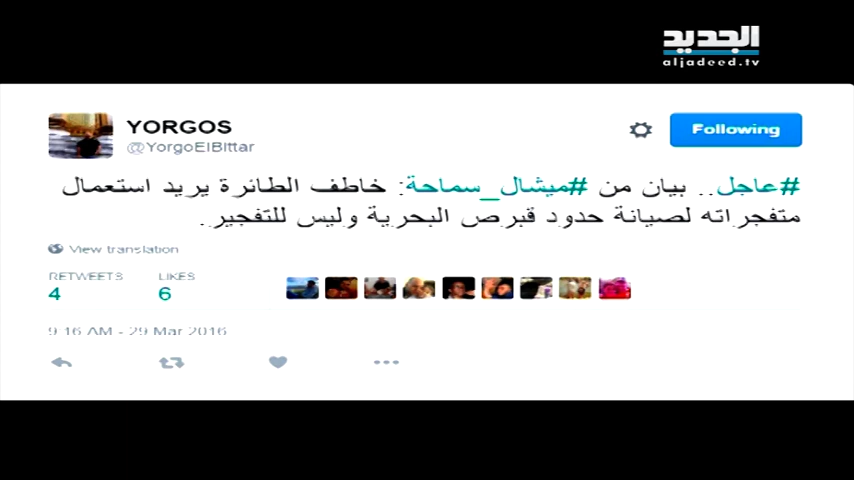 الجديد
aljadeed.tv
YORGOS
@YorgoElBittar
Following
#عاجل.. بيان من #ميشال_سماحة: خاطف الطائرة يريد استعمال
متفجراته لصيانة حدود قبرص البحرية وليس للتفجير.
View translation
RETWEETS LIKES
4 6
9:16 AM - 29 Mar 2016